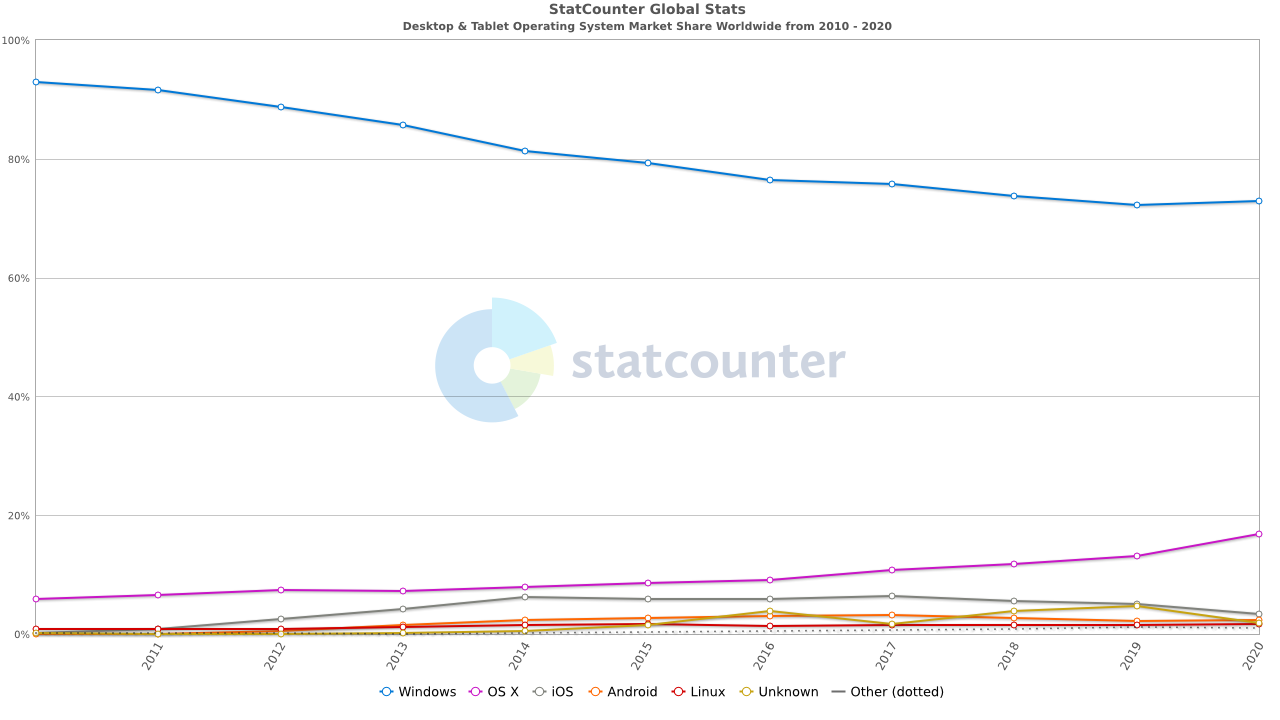 StatCounter Global Stats
Desktop & Tablet Operating System Market Share Worldwide from 2010 - 2020
100%
80%
60%
statcounter
40%
20%
0%
2011 2012 2013 2014 2015 2016 2017 2018 2019 2020
Windows OS X iOS Android Linux Unknown Other (dotted)